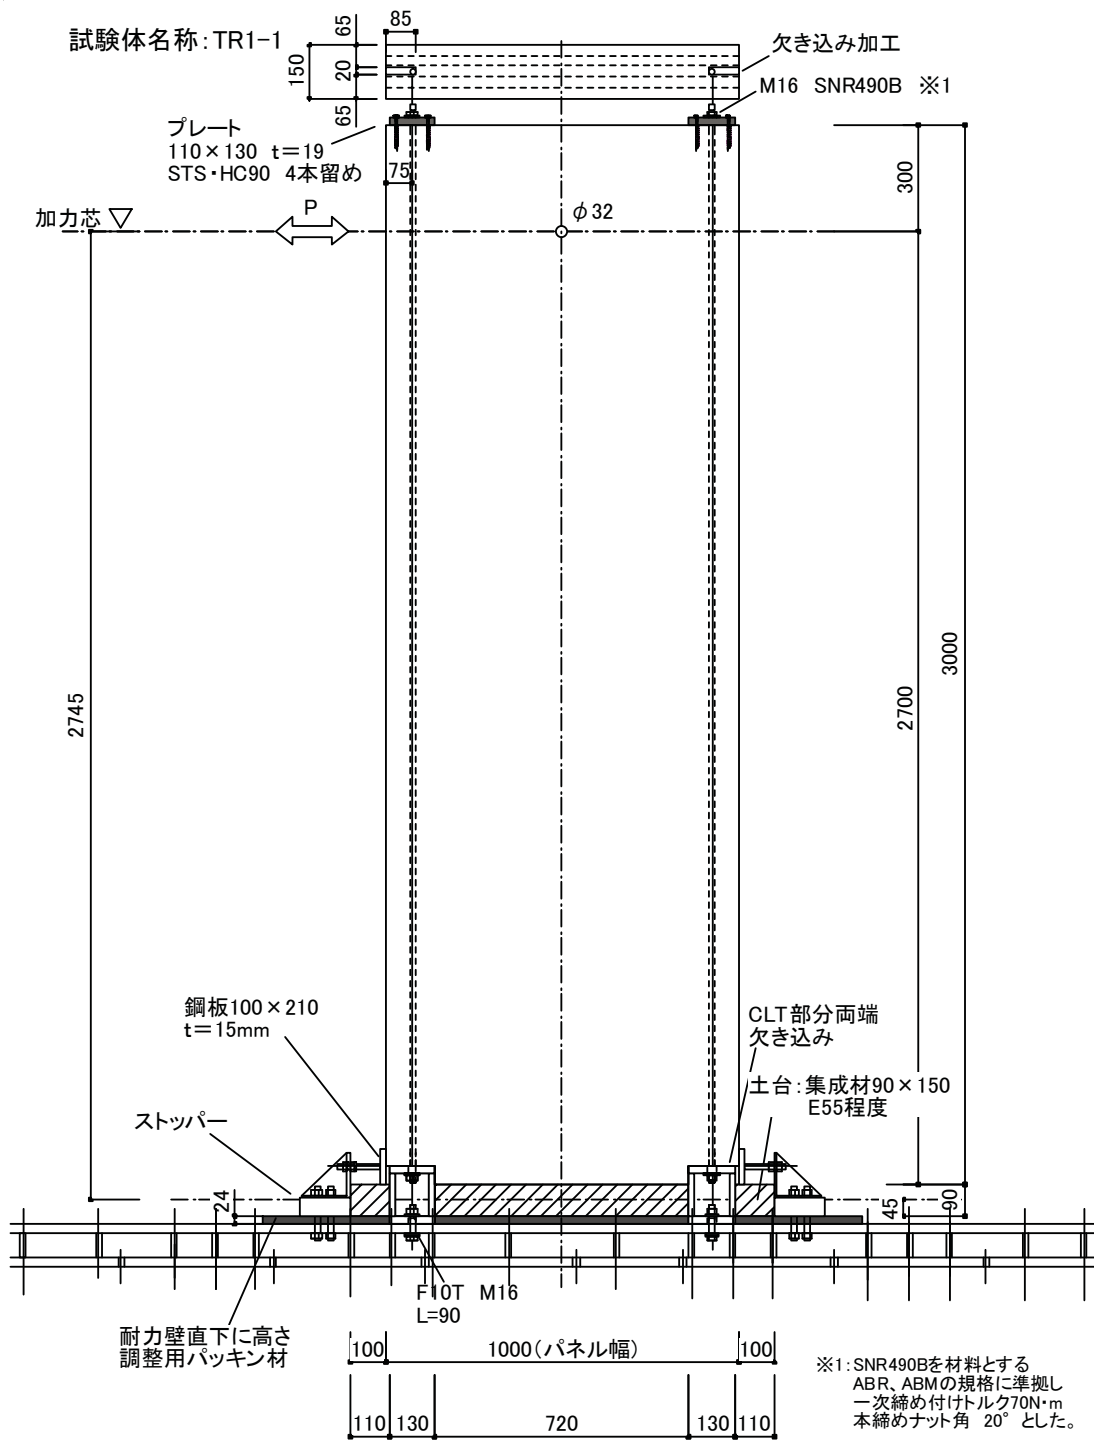 試験体名称:TR1-1
85
65
150
20
65
欠き込み加工
M16 SNR490B ※1
プレート
110×130 t=19
STS・HC90 4本留め
75
300
加力芯
P
φ32
2745
2700
3000
鋼板100×210
t=15mm
CLT部分両端
欠き込み
土台:集成材90×150
E55程度
ストッパー
24
45
90
F10T M16
L=90
耐力壁直下に高さ
調整用パッキン材
100
1000(パネル幅)
100
110
130
720
130
110
※1:SNR490Bを材料とする
ABR、ABMの規格に準拠し
一次締め付けトルク70N・m
本締めナット角 20°とした。